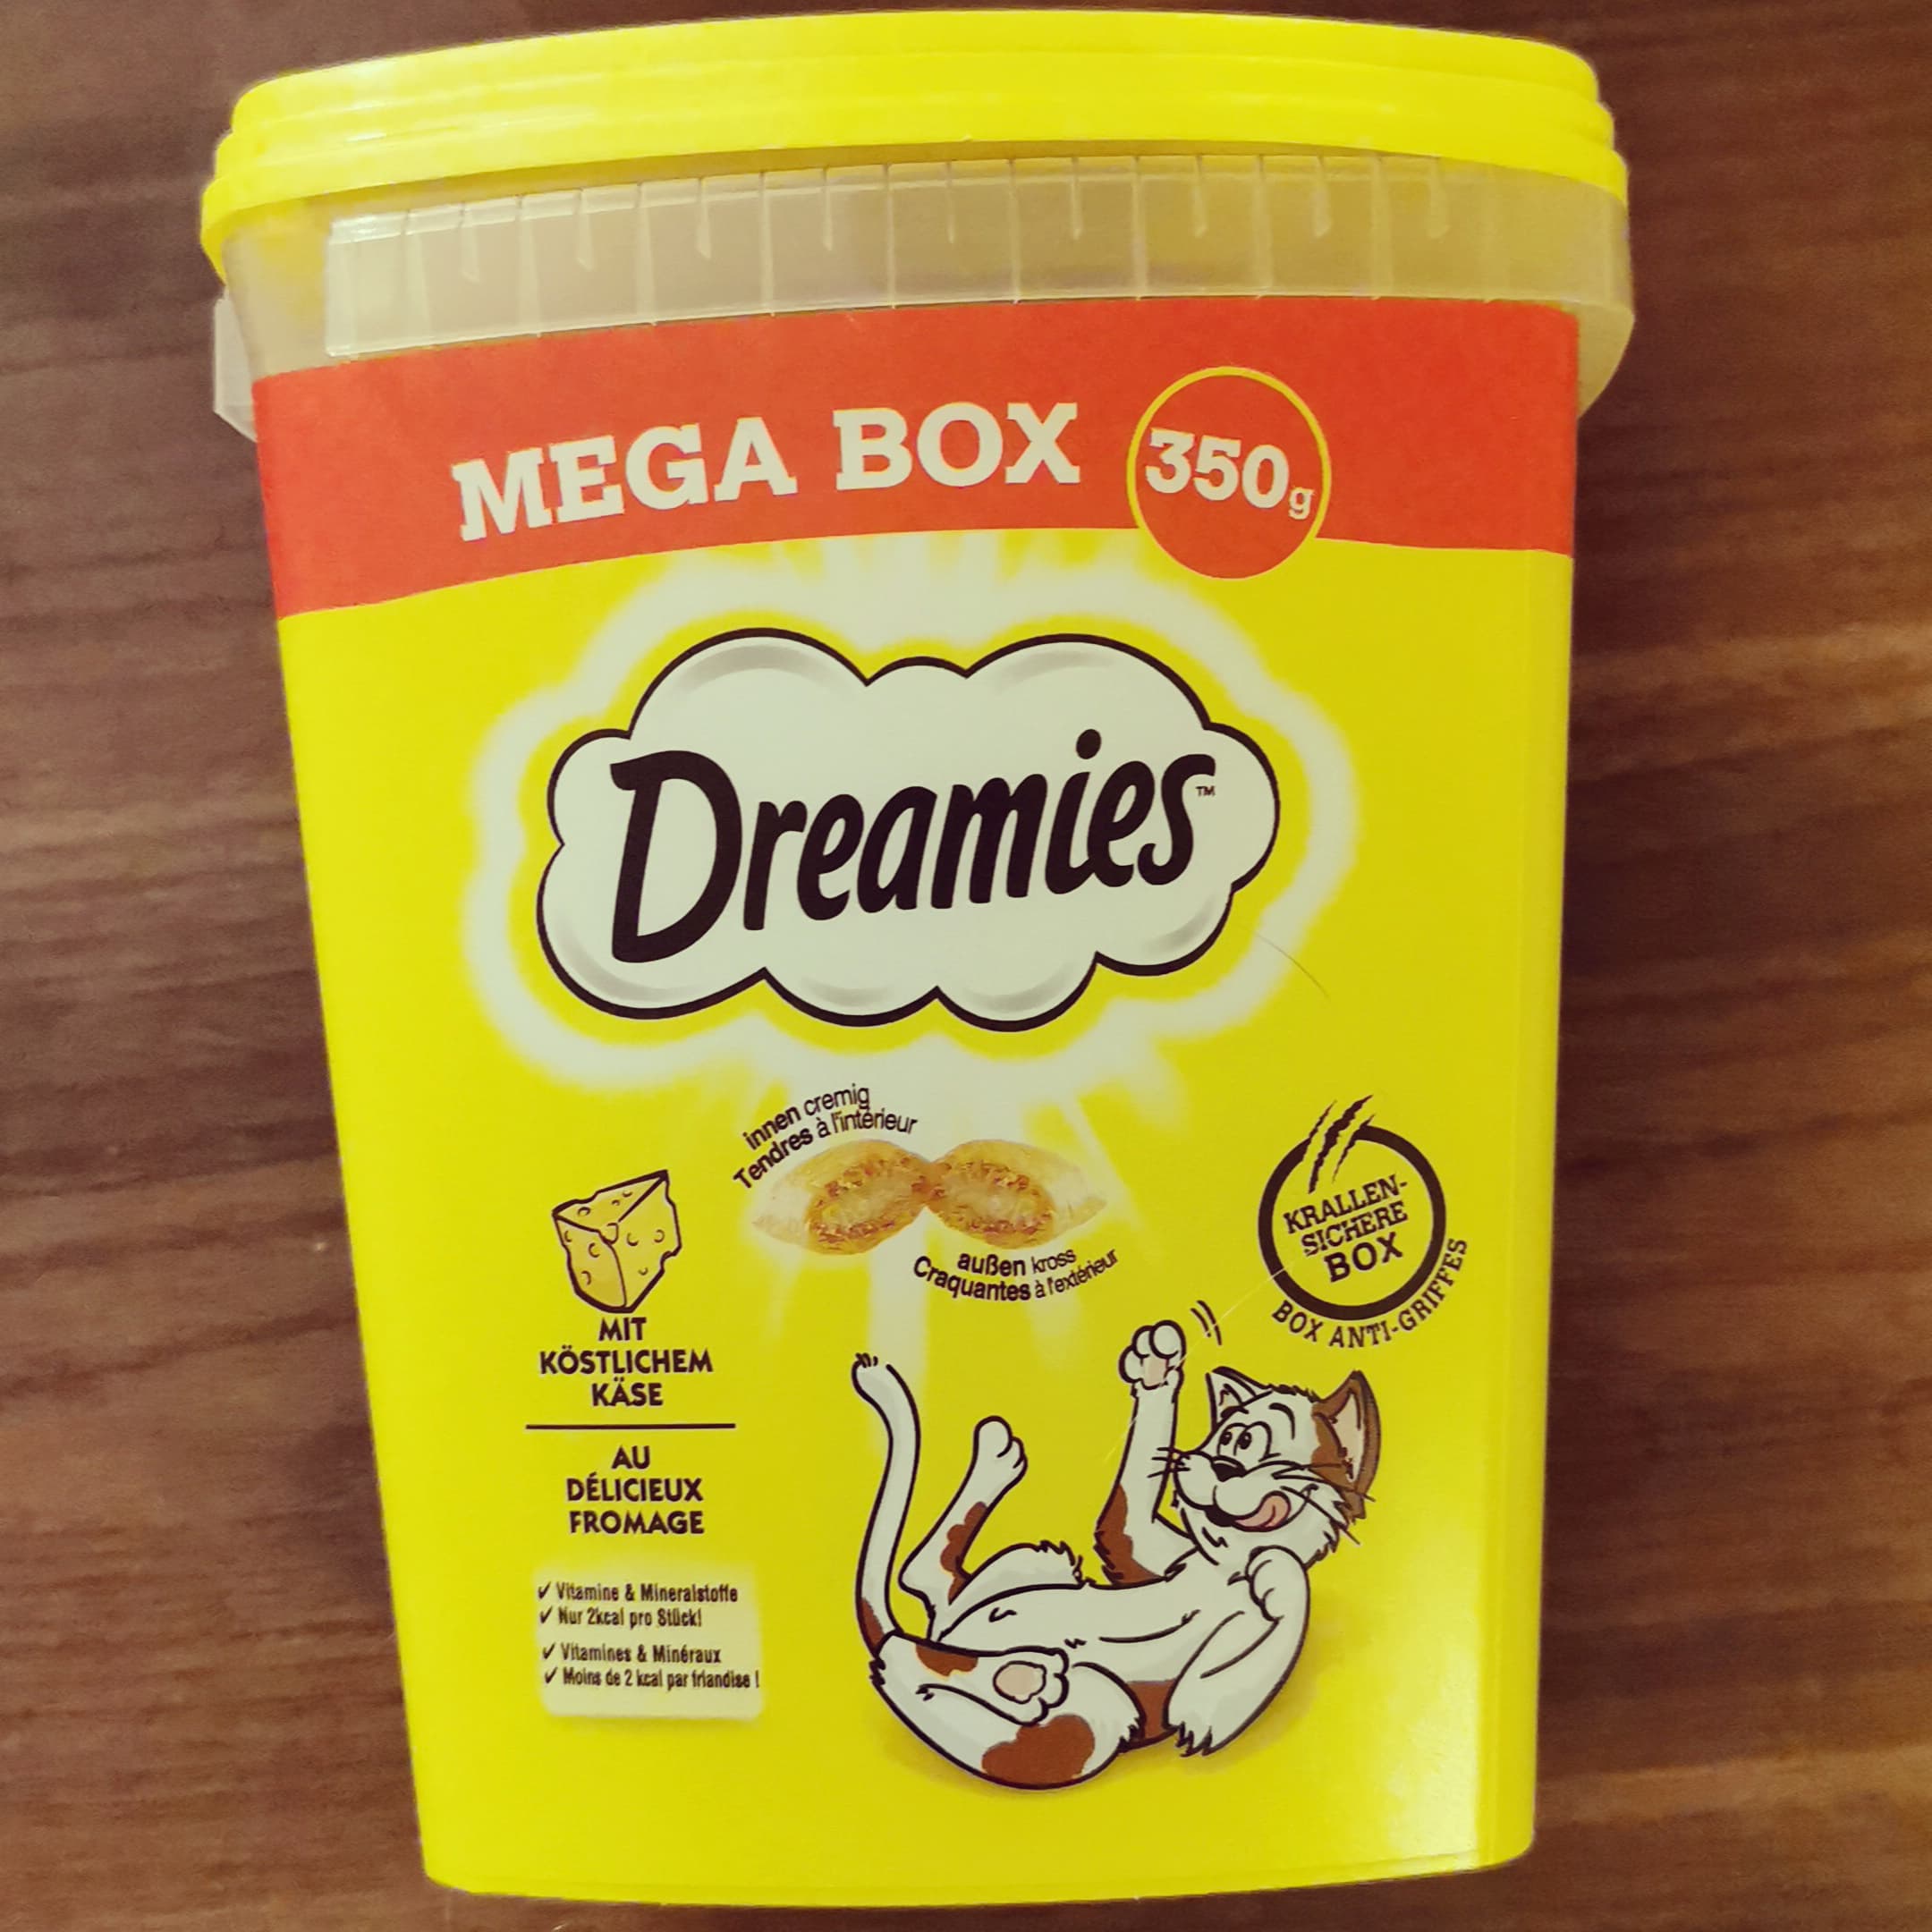 MEGA BOX 350g
Dreamies™
innen cremig
Tendres à l'intérieur
außen kross
Craquantes à l'extérieur
KRALLEN-
SICHERE
BOX
BOX ANTI-GRIFFES
MIT
KÖSTLICHEM
KÄSE
AU
DÉLICIEUX
FROMAGE
✓ Vitamine & Mineralstoffe
✓ Nur 2kcal pro Stück!
✓ Vitamines & Minéraux
✓ Moins de 2 kcal par friandise !